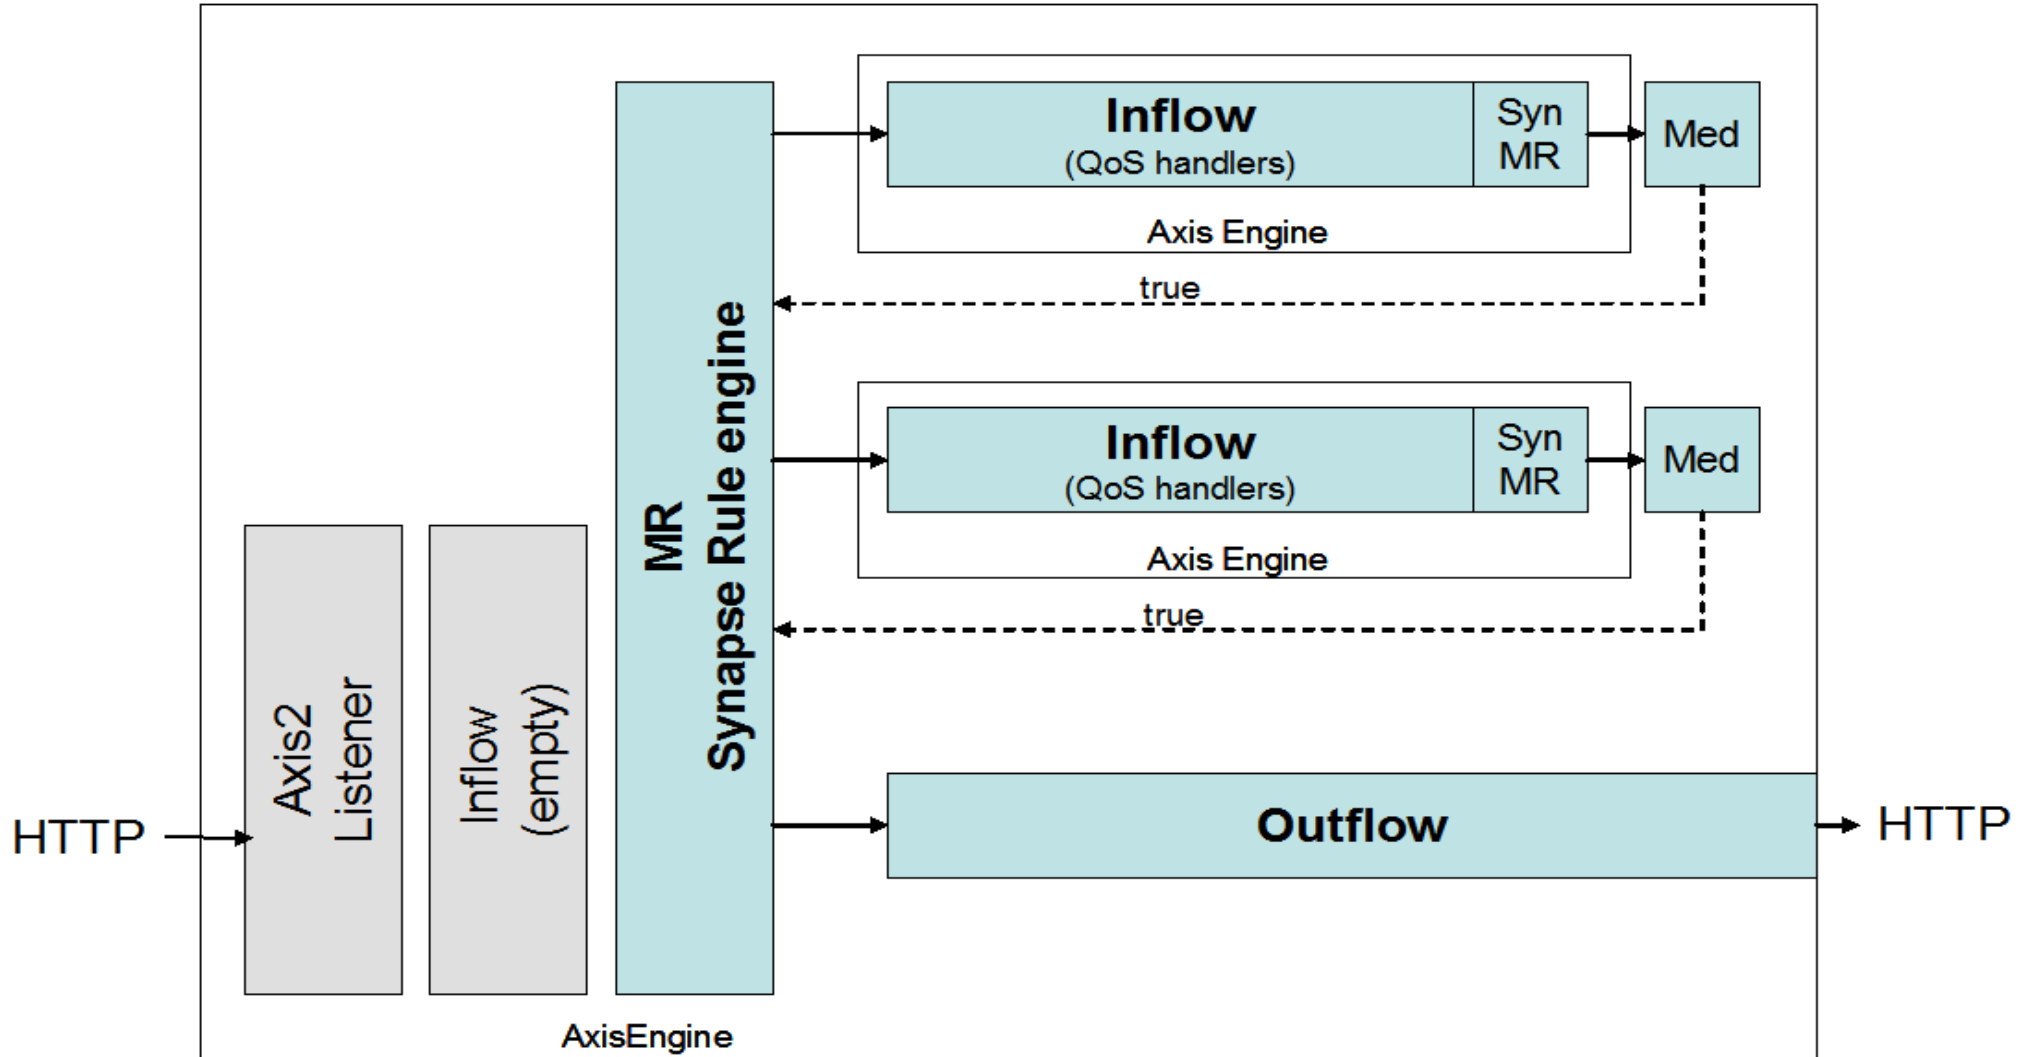 Inflow
(QoS handlers)
Syn
MR
Med
Axis Engine
true
Inflow
(QoS handlers)
Syn
MR
Med
Axis Engine
true
MR
Synapse Rule engine
Axis2
Listener
Inflow
(empty)
HTTP
Outflow
HTTP
AxisEngine